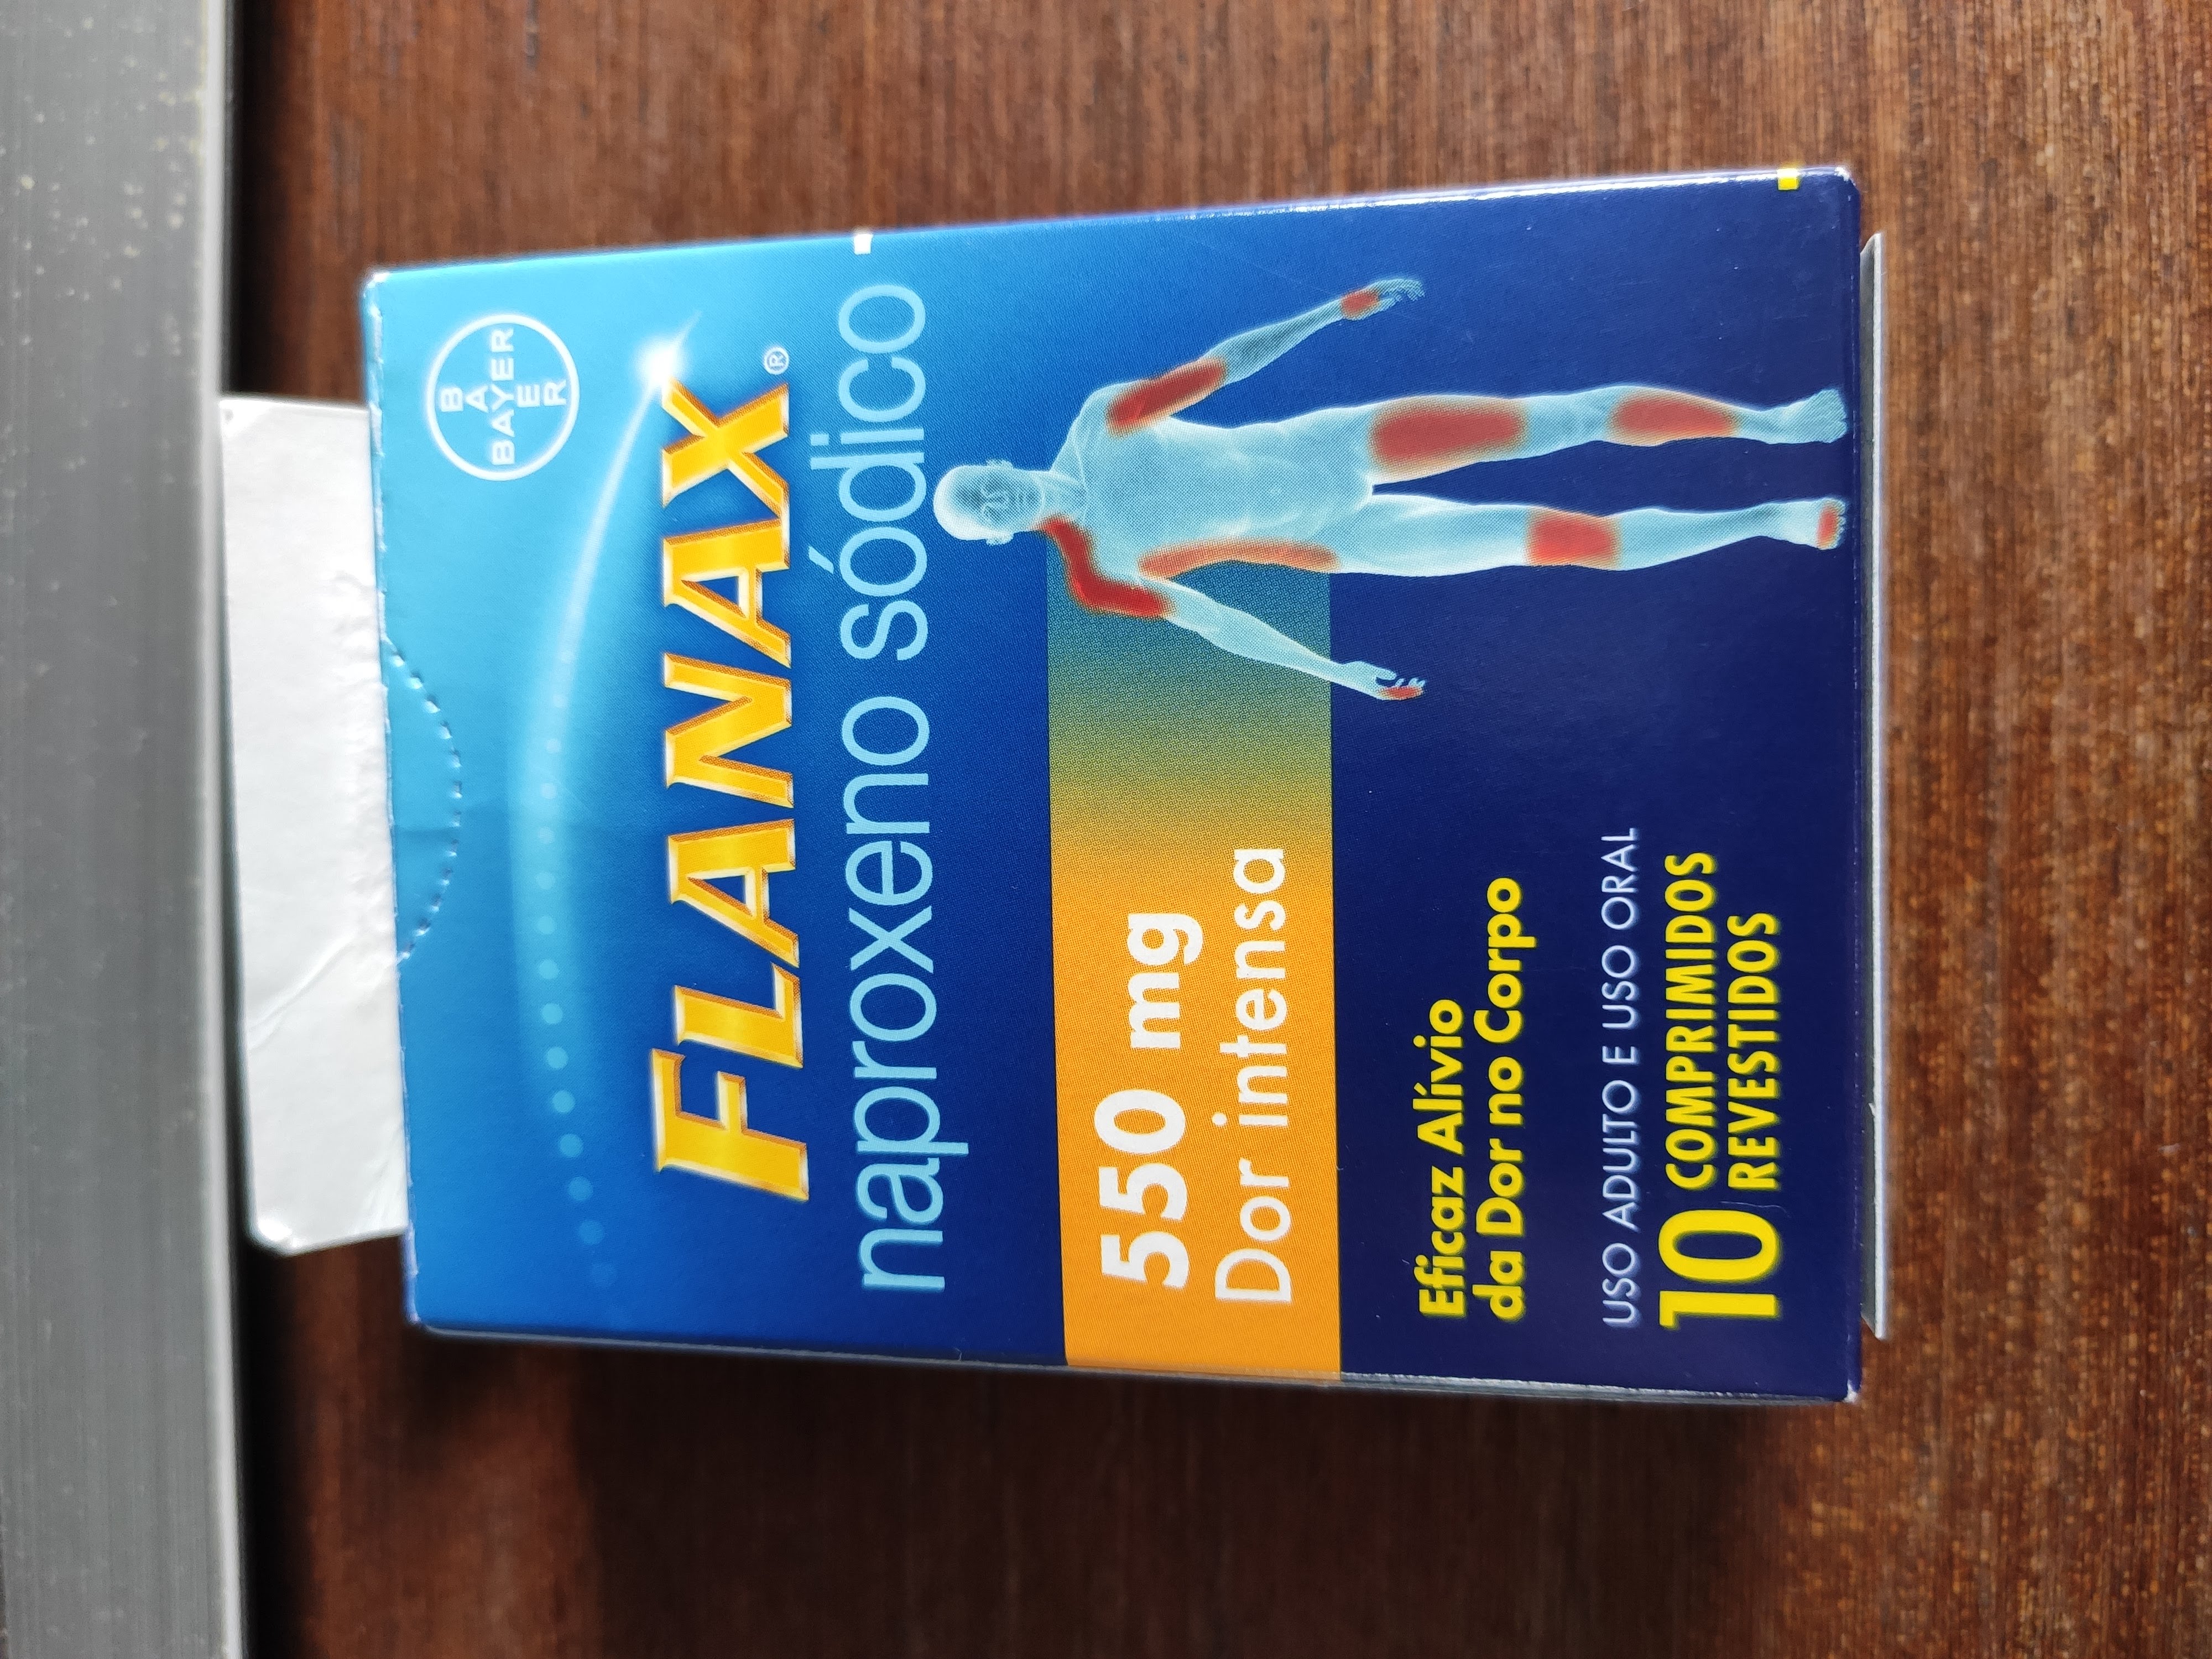 BAYER
BAYER
FLANAX®
naproxeno sódico
550 mg
Dor intensa
Eficaz Alívio
da Dor no Corpo
USO ADULTO E USO ORAL
10 COMPRIMIDOS
REVESTIDOS